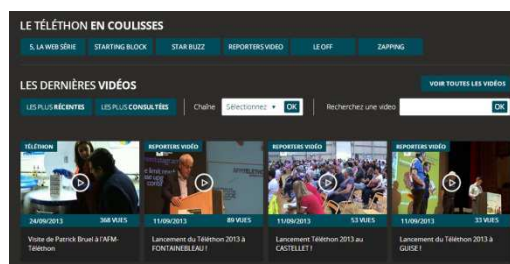 LE TÉLÉTHON EN COULISSES
5, LA WEB SÉRIE STARTING BLOCK STAR BUZZ REPORTERS VIDEO LE OFF ZAPPING
LES DERNIÈRES VIDÉOS
VOIR TOUTES LES VIDÉOS
LES PLUS RÉCENTES LES PLUS CONSULTÉES Chaîne Sélectionnez OK Recherchez une video OK
TÉLÉTHON REPORTERS VIDÉO REPORTERS VIDÉO REPORTERS VIDÉO
24/09/2013 368 VUES 11/09/2013 89 VUES 11/09/2013 53 VUES 11/09/2013 33 VUES
Visite de Patrick Bruel à l'AFM-
Téléthon
Lancement du Téléthon 2013 à
FONTAINEBLEAU !
Lancement Téléthon 2013 au
CASTELLET !
Lancement du Téléthon 2013 à
GUISE !